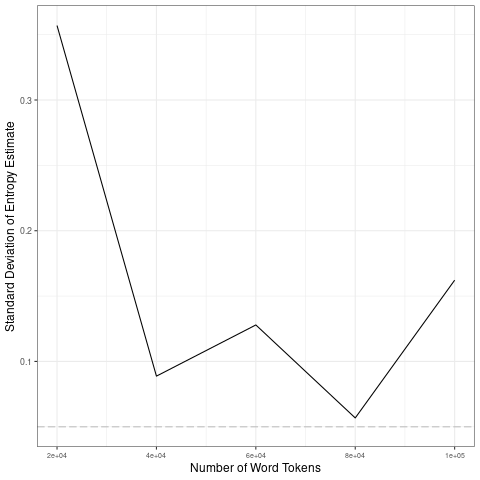 Standard Deviation of Entropy Estimate
0.3
0.2
0.1
2e+04 4e+04 6e+04 8e+04 1e+05
Number of Word Tokens